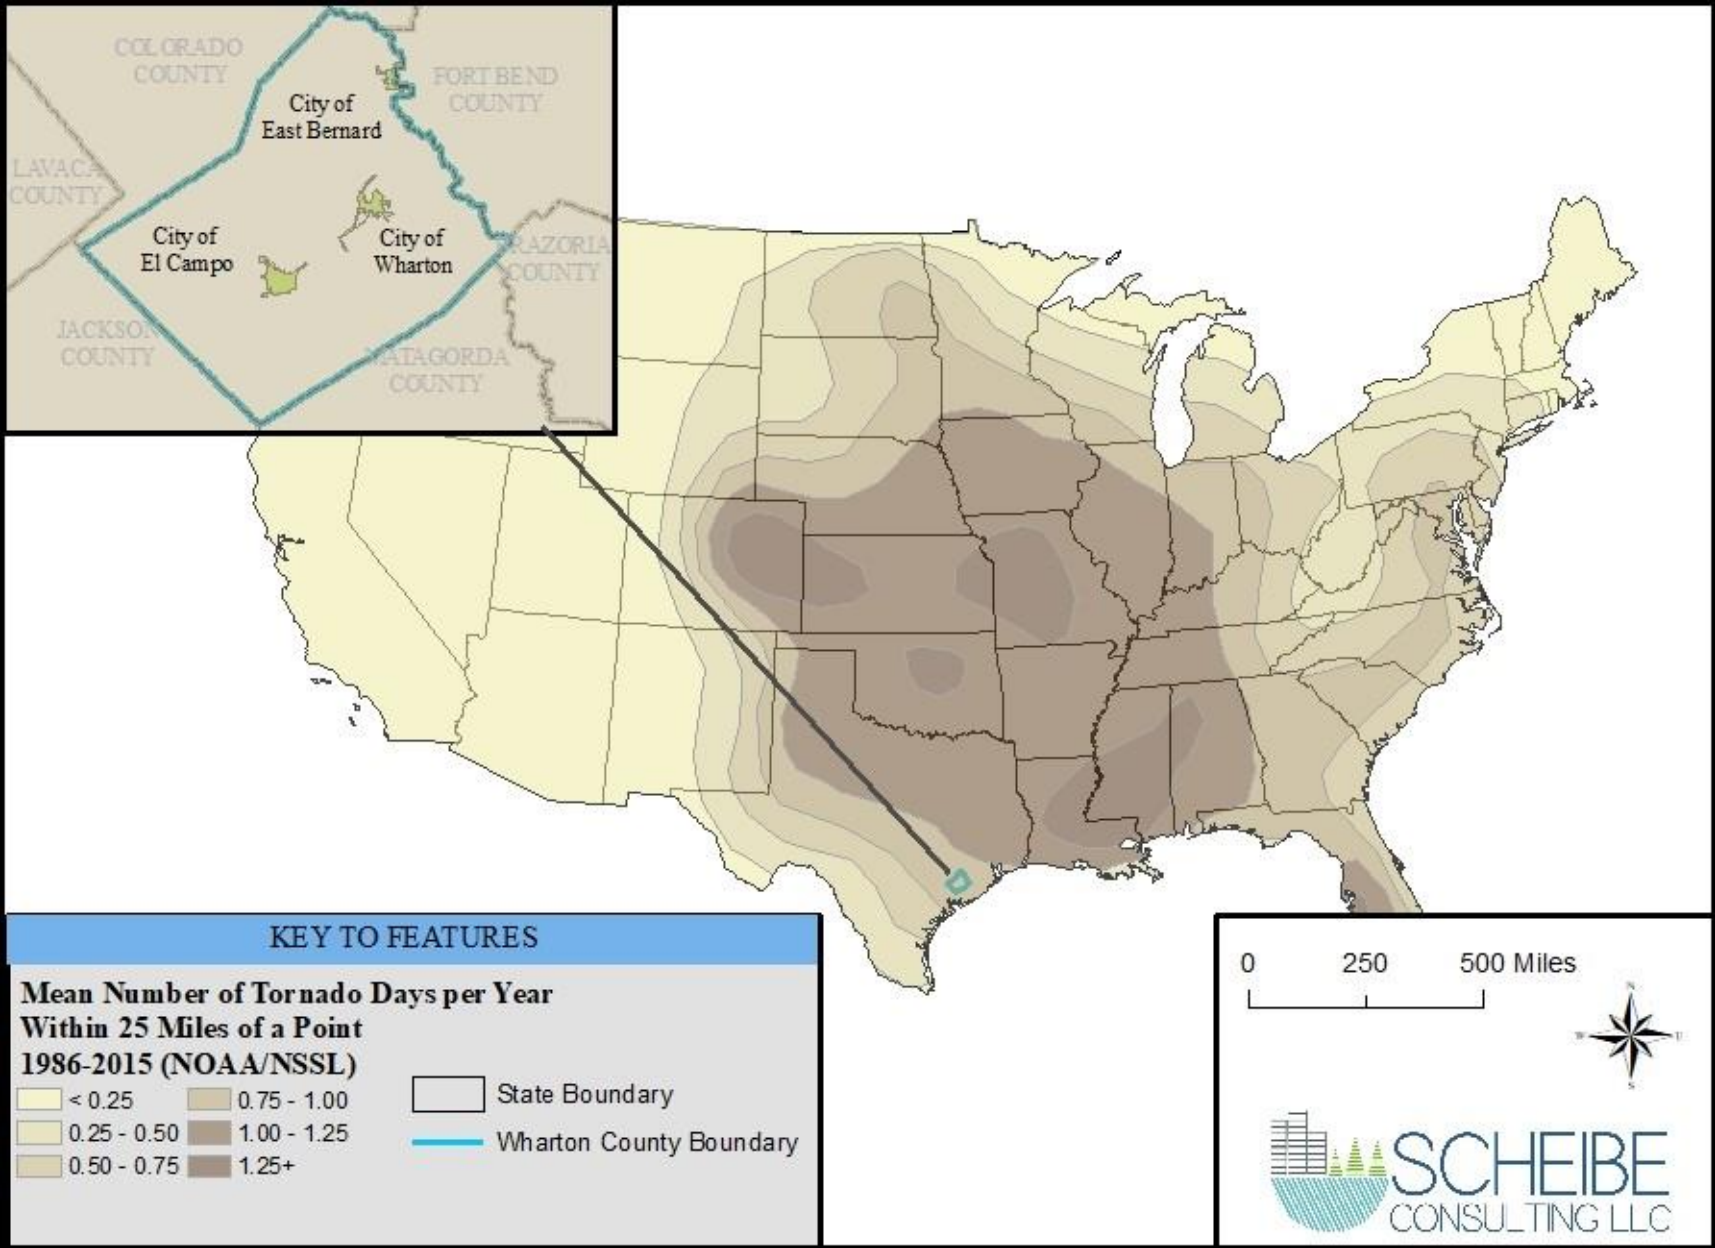 COLORADO
COUNTY
FORT BEND
COUNTY
City of
East Bernard
LAVACA
COUNTY
City of
El Campo
City of
Wharton
BRAZORIA
COUNTY
JACKSON
COUNTY
MATAGORDA
COUNTY
KEY TO FEATURES
Mean Number of Tornado Days per Year
Within 25 Miles of a Point
1986-2015 (NOAA/NSSL)
< 0.25
0.25 - 0.50
0.50 - 0.75
0.75 - 1.00
1.00 - 1.25
1.25+
State Boundary
Wharton County Boundary
0 250 500 Miles
N
W
S
SCHEIBE
CONSULTING LLC